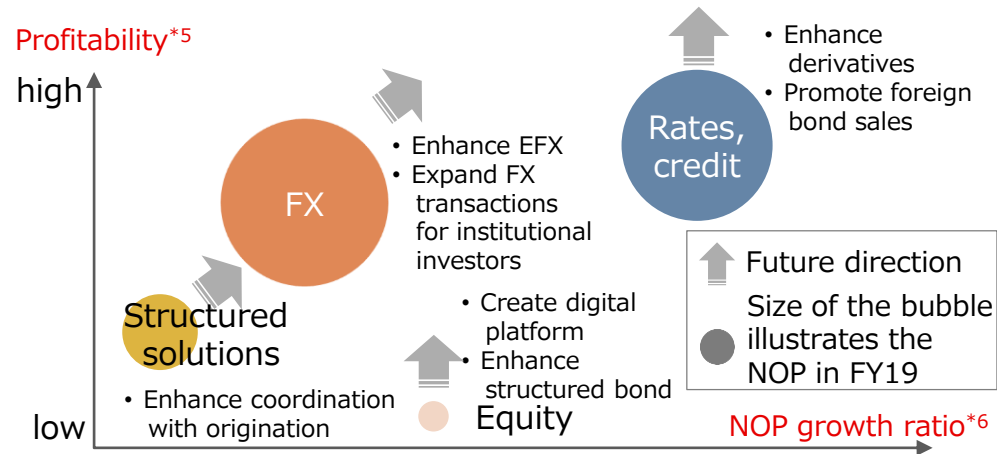 Profitability*5
high
low
FX
• Enhance EFX
• Expand FX
transactions
for institutional
investors
Rates,
credit
• Enhance
derivatives
• Promote foreign
bond sales
Structured
solutions
• Enhance coordination
with origination
• Create digital
platform
• Enhance
structured bond
Equity
Future direction
Size of the bubble
illustrates the
NOP in FY19
NOP growth ratio*6